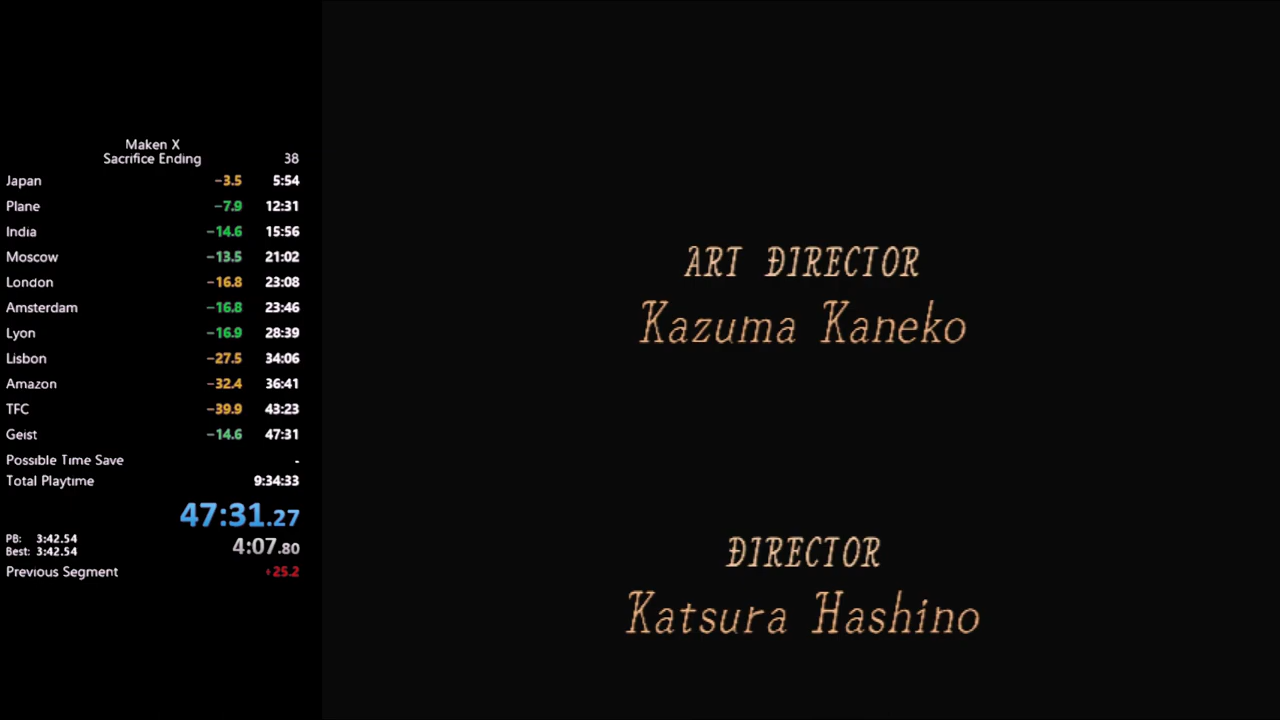 Maken X
Sacrifice Ending 38
Japan -3.5 5:54
Plane -7.9 12:31
India -14.6 15:56
Moscow -13.5 21:02
London -16.8 23:08
Amsterdam -16.8 23:46
Lyon -16.9 28:39
Lisbon -27.5 34:06
Amazon -32.4 36:41
TFC -39.9 43:23
Geist -14.6 47:31
Possible Time Save -
Total Playtime 9:34:33
47:31.27
PB: 3:42.54
Best: 3:42.54
4:07.80
Previous Segment +25.2
ART DIRECTOR
Kazuma Kaneko
DIRECTOR
Katsura Hashino